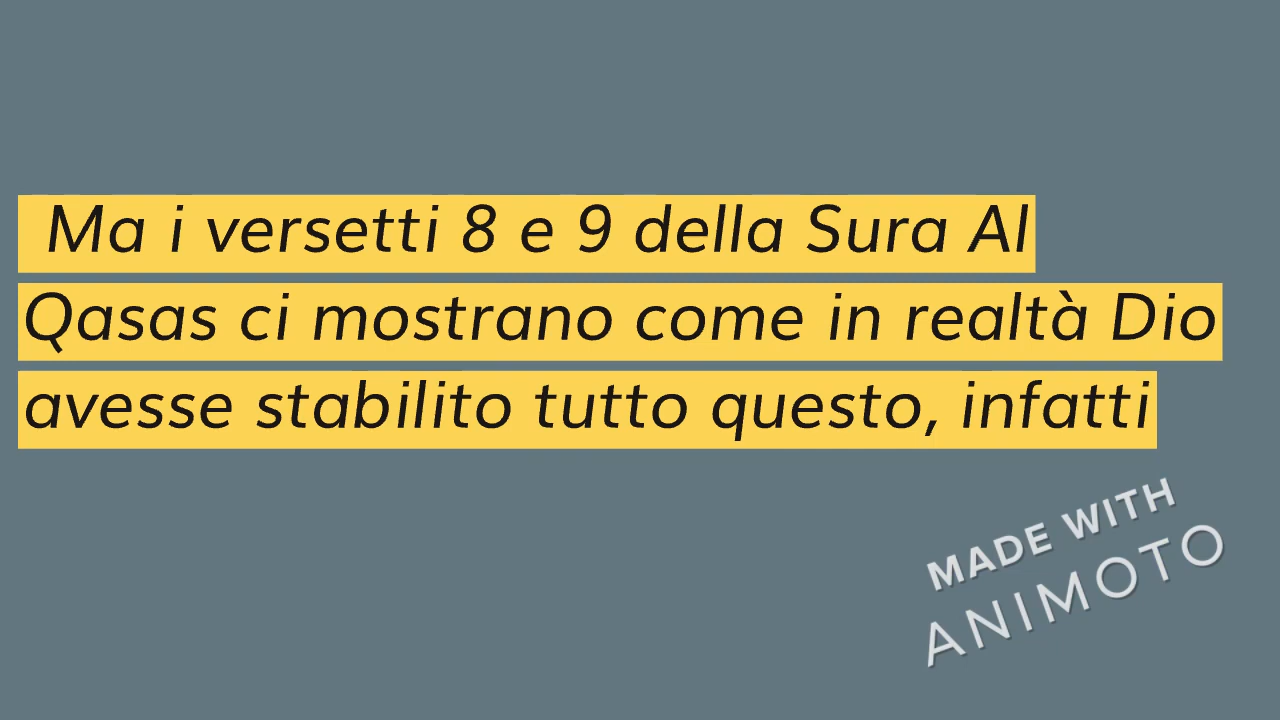 Ma i versetti 8 e 9 della Sura Al
Qasas ci mostrano come in realtà Dio
avesse stabilito tutto questo, infatti
MADE WITH
ANIMOTO